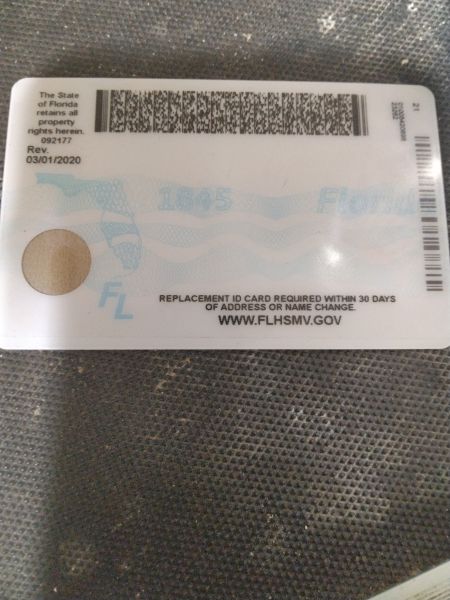 The State
of Florida
retains all
property
rights herein.
092177
Rev.
03/01/2020
21
1845
Florida
FL
REPLACEMENT ID CARD REQUIRED WITHIN 30 DAYS
OF ADDRESS OR NAME CHANGE.
WWW.FLHSMV.GOV